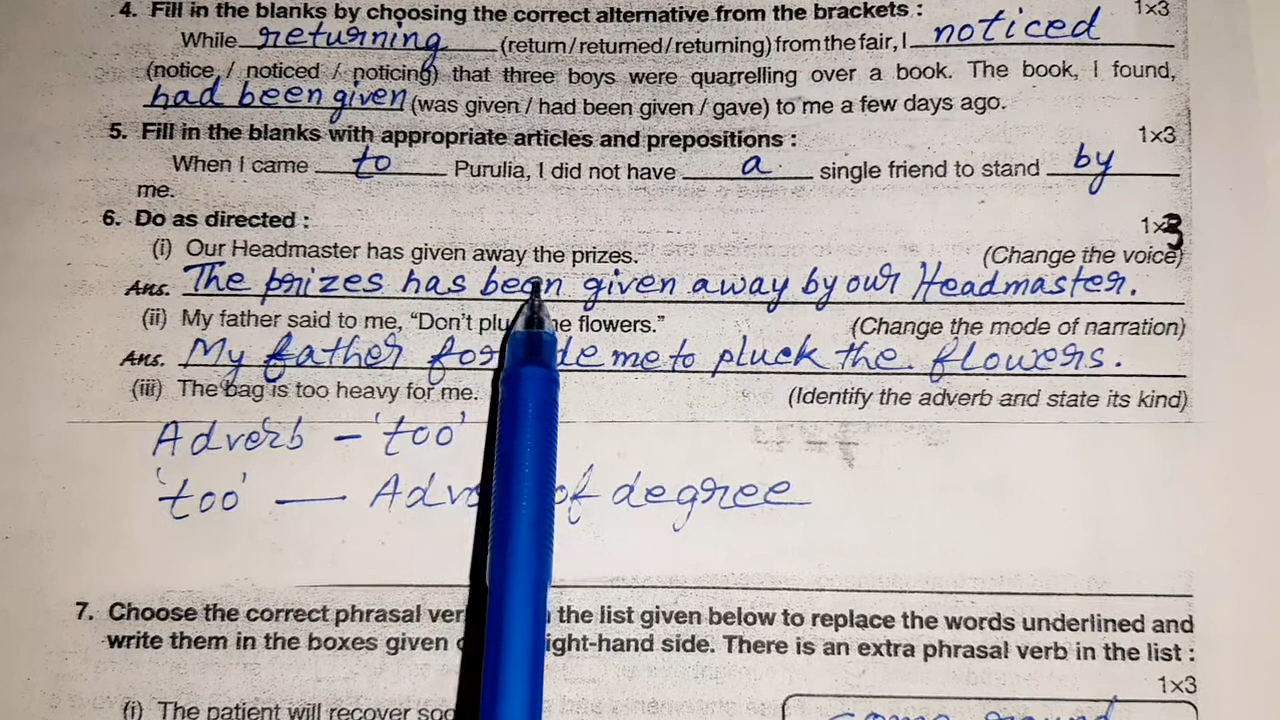 4. Fill in the blanks by choosing the correct alternative from the brackets : 1×3
While returning (return/returned/returning) from the fair, I noticed
(notice / noticed / noticing) that three boys were quarrelling over a book. The book, I found,
had been given (was given / had been given / gave) to me a few days ago.
5. Fill in the blanks with appropriate articles and prepositions : 1×3
When I came to Purulia, I did not have a single friend to stand by
me.
6. Do as directed : 1×3
(i) Our Headmaster has given away the prizes. (Change the voice)
Ans. The prizes has been given away by our Headmaster.
(ii) My father said to me, "Don't flowers." (Change the mode of narration)
Ans. My father me to pluck the flowers.
(iii) The bag is too heavy for me. (Identify the adverb and state its kind)
Adverb – 'too'
'too' — of degree
7. Choose the correct phrasal the list given below to replace the words underlined and
write them in the boxes given side. There is an extra phrasal verb in the list :
1×3
(i) The patient will recover
come round